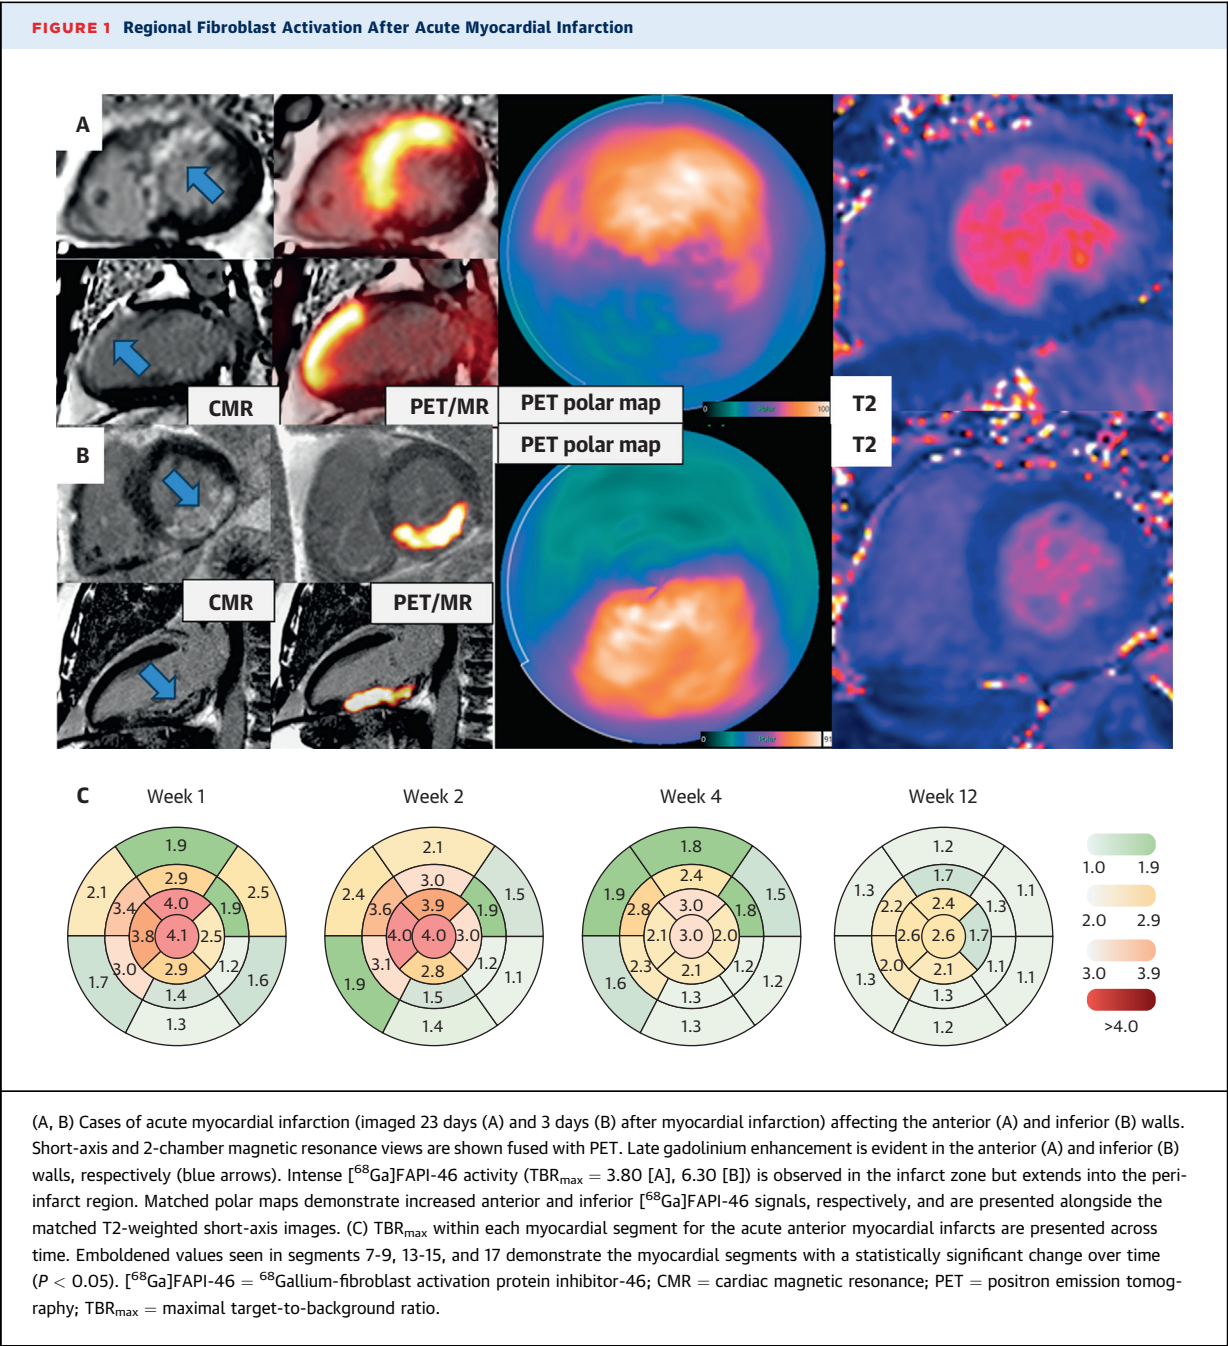 FIGURE 1 Regional Fibroblast Activation After Acute Myocardial Infarction
A
CMR
PET/MR
PET polar map
0
Polar
100
T2
B
CMR
PET/MR
PET polar map
0
Polar
91
T2
C
Week 1
1.9
2.1
2.5
2.9
3.4
1.9
4.0
3.8
4.1
2.5
3.0
2.9
1.2
1.7
1.4
1.6
1.3
Week 2
2.1
2.4
1.5
3.0
3.6
1.9
3.9
4.0
4.0
3.0
3.1
2.8
1.2
1.9
1.5
1.1
1.4
Week 4
1.8
1.9
1.5
2.4
2.8
1.8
3.0
2.1
3.0
2.0
2.3
2.1
1.2
1.6
1.3
1.2
1.3
Week 12
1.2
1.3
1.1
1.7
2.2
1.3
2.4
2.6
2.6
1.7
2.0
2.1
1.1
1.3
1.3
1.1
1.2
1.0 1.9
2.0 2.9
3.0 3.9
>4.0
(A, B) Cases of acute myocardial infarction (imaged 23 days (A) and 3 days (B) after myocardial infarction) affecting the anterior (A) and inferior (B) walls.
Short-axis and 2-chamber magnetic resonance views are shown fused with PET. Late gadolinium enhancement is evident in the anterior (A) and inferior (B)
walls, respectively (blue arrows). Intense [⁶⁸Ga]FAPI-46 activity (TBRmax = 3.80 [A], 6.30 [B]) is observed in the infarct zone but extends into the peri-
infarct region. Matched polar maps demonstrate increased anterior and inferior [⁶⁸Ga]FAPI-46 signals, respectively, and are presented alongside the
matched T2-weighted short-axis images. (C) TBRmax within each myocardial segment for the acute anterior myocardial infarcts are presented across
time. Emboldened values seen in segments 7-9, 13-15, and 17 demonstrate the myocardial segments with a statistically significant change over time
(P < 0.05). [⁶⁸Ga]FAPI-46 = ⁶⁸Gallium-fibroblast activation protein inhibitor-46; CMR = cardiac magnetic resonance; PET = positron emission tomog-
raphy; TBRmax = maximal target-to-background ratio.